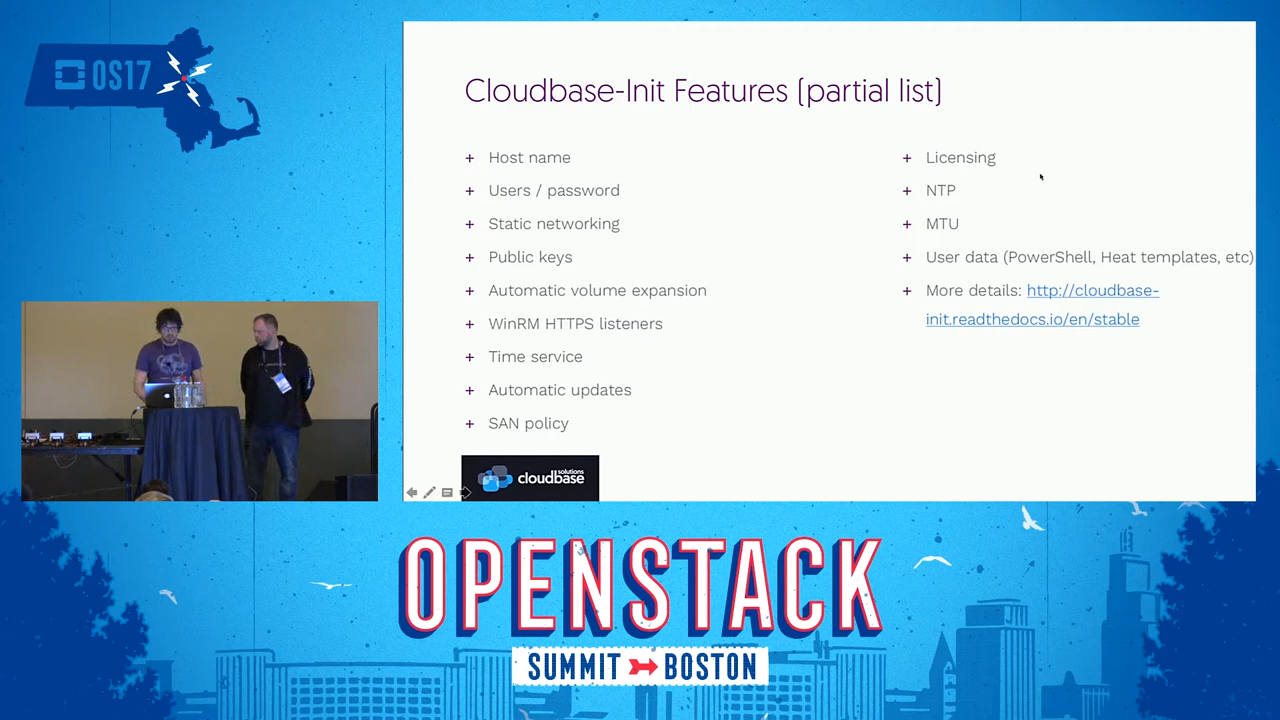 OS17
Cloudbase-Init Features (partial list)
+ Host name
+ Users / password
+ Static networking
+ Public keys
+ Automatic volume expansion
+ WinRM HTTPS listeners
+ Time service
+ Automatic updates
+ SAN policy
+ Licensing
+ NTP
+ MTU
+ User data (PowerShell, Heat templates, etc)
+ More details: http://cloudbase-
init.readthedocs.io/en/stable
cloudbase
solutions
OPENSTACK
SUMMIT BOSTON